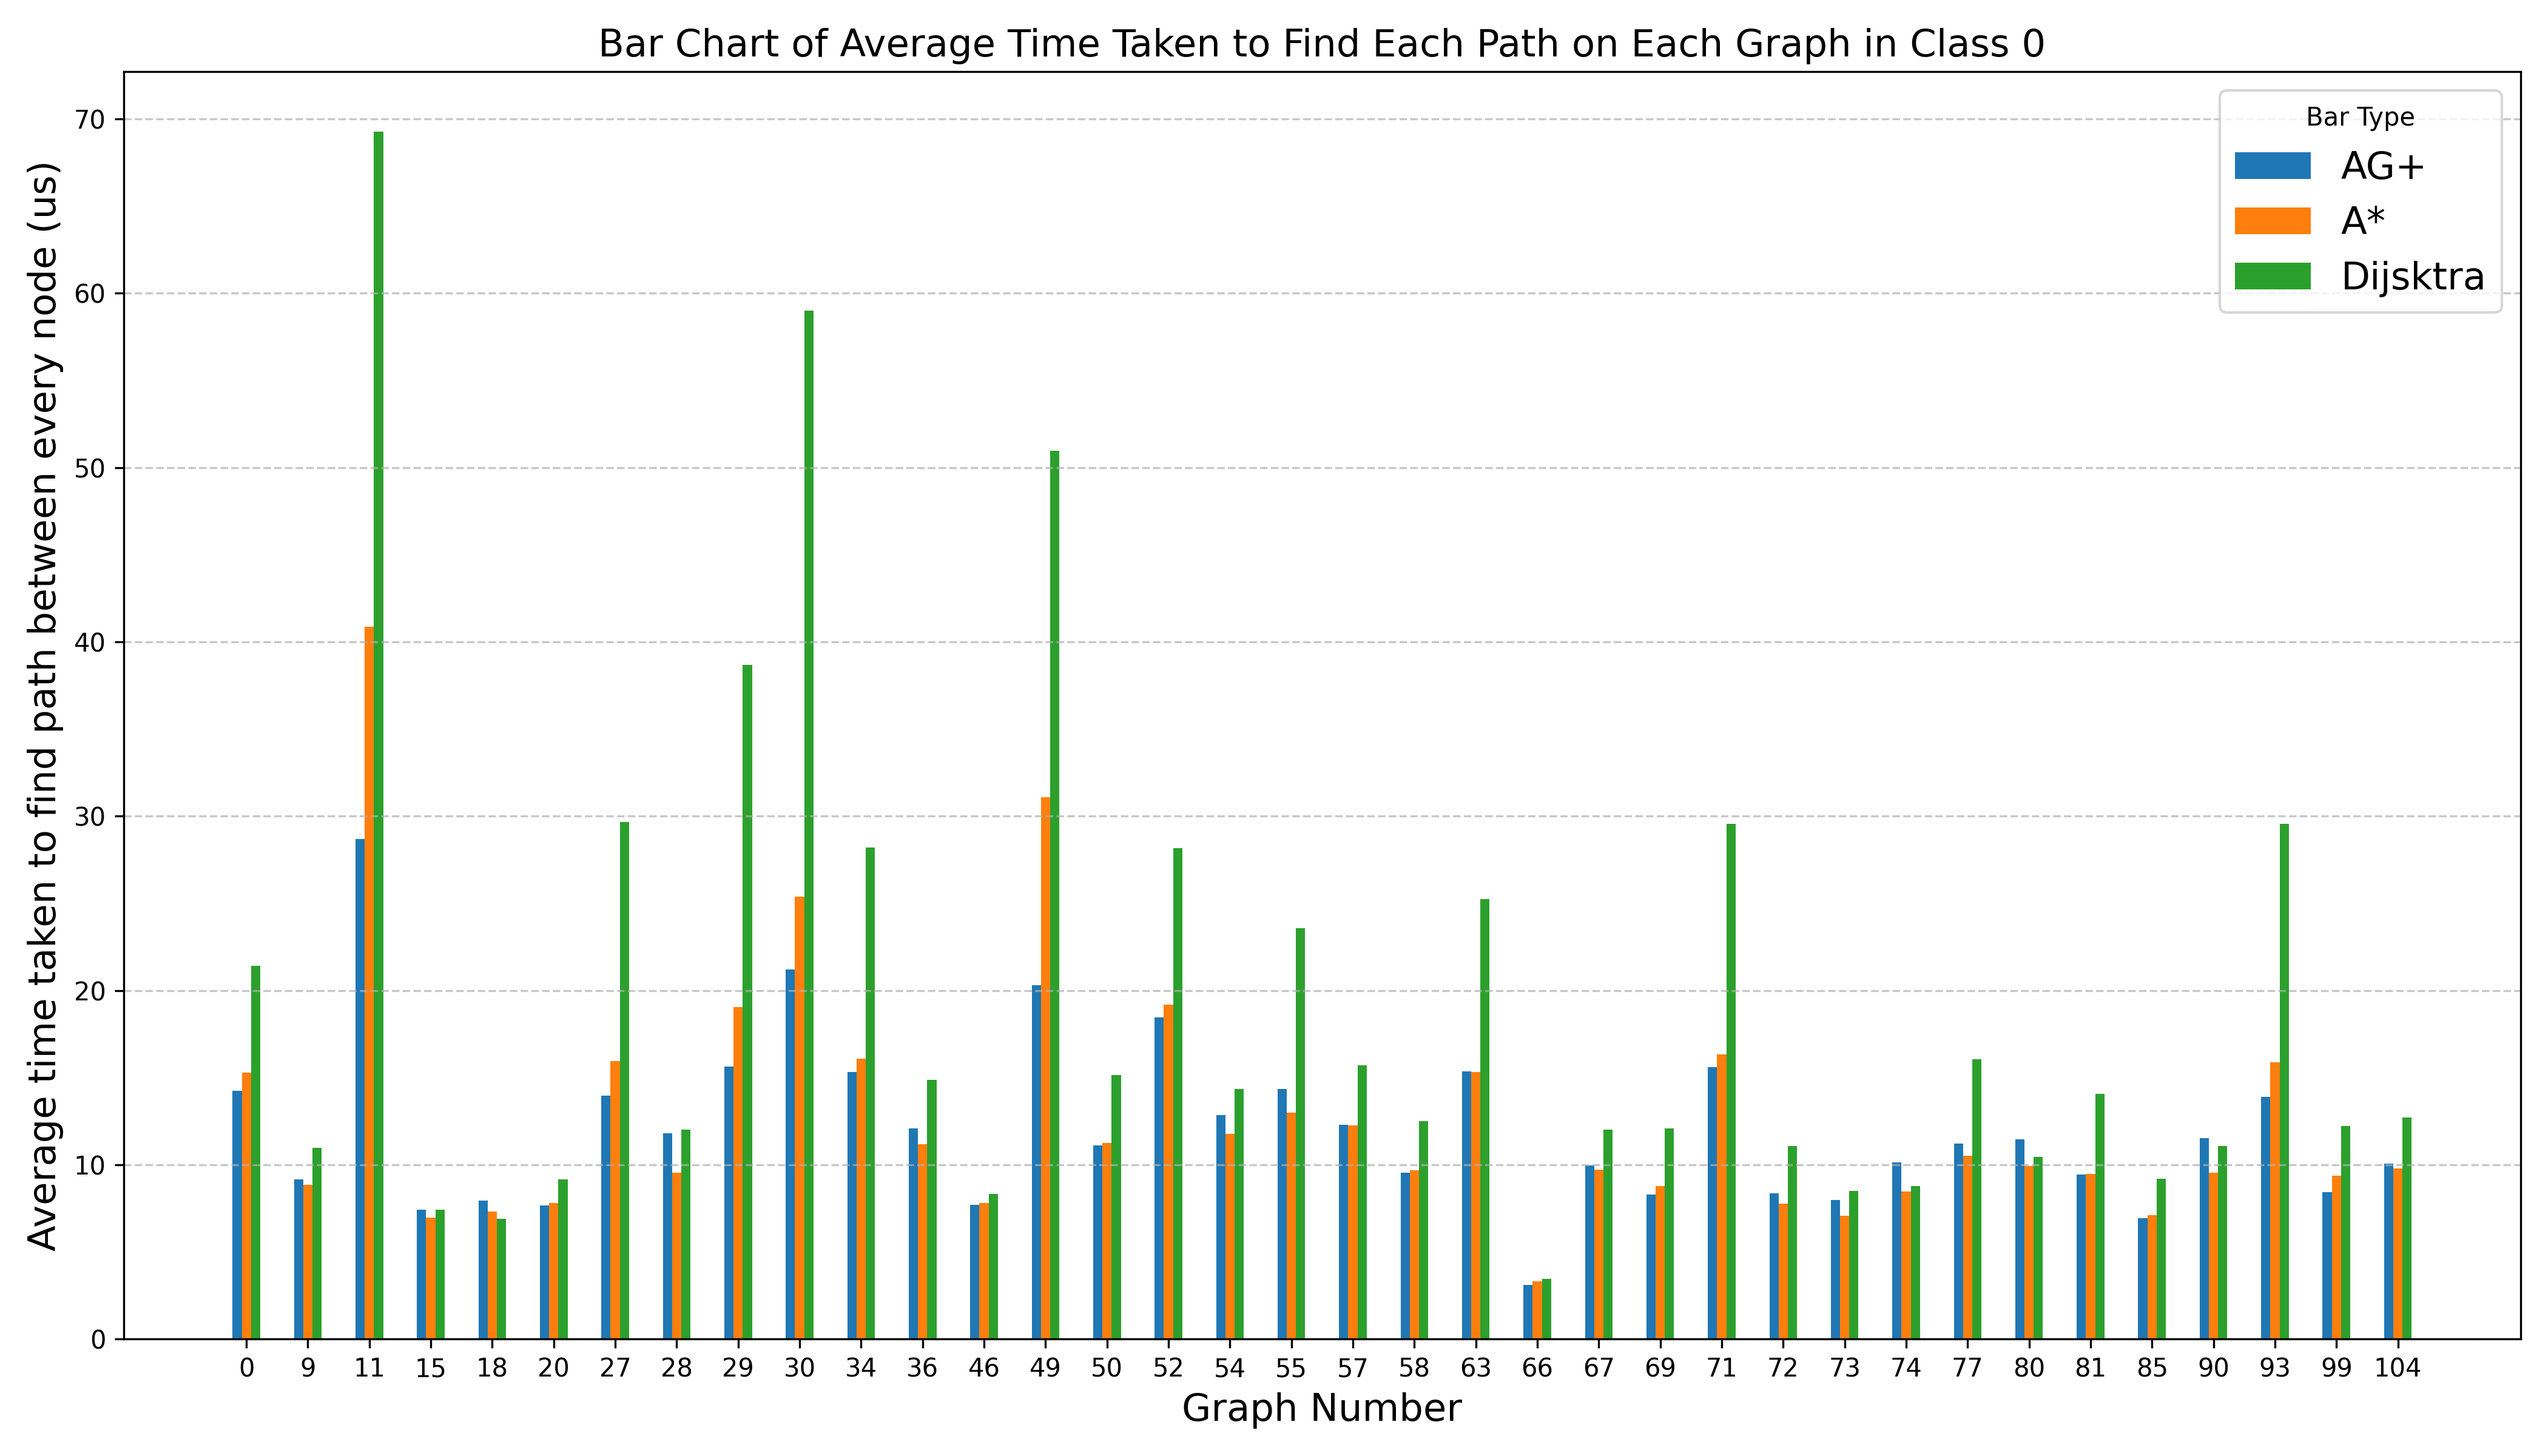 Bar Chart of Average Time Taken to Find Each Path on Each Graph in Class 0
Average time taken to find path between every node (us)
70
60
50
40
30
20
10
0
Bar Type
AG+
A*
Dijsktra
0 9 11 15 18 20 27 28 29 30 34 36 46 49 50 52 54 55 57 58 63 66 67 69 71 72 73 74 77 80 81 85 90 93 99 104
Graph Number